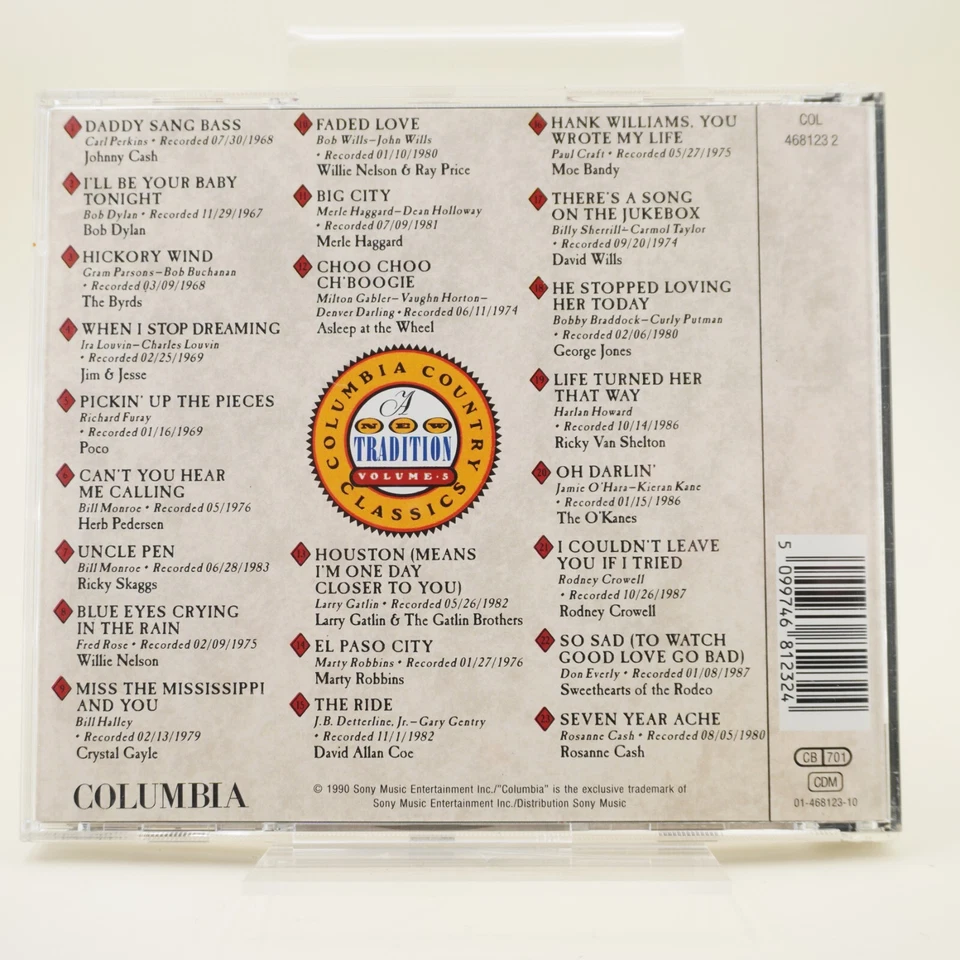 1 DADDY SANG BASS
Carl Perkins • Recorded 07/30/1968
Johnny Cash
2 I'LL BE YOUR BABY
TONIGHT
Bob Dylan • Recorded 11/29/1967
Bob Dylan
3 HICKORY WIND
Gram Parsons–Bob Buchanan
• Recorded 03/09/1968
The Byrds
4 WHEN I STOP DREAMING
Ira Louvin–Charles Louvin
• Recorded 02/25/1969
Jim & Jesse
5 PICKIN' UP THE PIECES
Richard Furay
• Recorded 01/16/1969
Poco
6 CAN'T YOU HEAR
ME CALLING
Bill Monroe • Recorded 05/1976
Herb Pedersen
7 UNCLE PEN
Bill Monroe • Recorded 06/28/1983
Ricky Skaggs
8 BLUE EYES CRYING
IN THE RAIN
Fred Rose • Recorded 02/09/1975
Willie Nelson
9 MISS THE MISSISSIPPI
AND YOU
Bill Halley
• Recorded 02/13/1979
Crystal Gayle
10 FADED LOVE
Bob Wills–John Wills
• Recorded 01/10/1980
Willie Nelson & Ray Price
11 BIG CITY
Merle Haggard–Dean Holloway
• Recorded 07/09/1981
Merle Haggard
12 CHOO CHOO
CH'BOOGIE
Milton Gabler–Vaughn Horton–
Denver Darling • Recorded 06/11/1974
Asleep at the Wheel
COLUMBIA COUNTRY
CLASSICS
A
NEW
TRADITION
VOLUME · 5
13 HOUSTON (MEANS
I'M ONE DAY
CLOSER TO YOU)
Larry Gatlin • Recorded 05/26/1982
Larry Gatlin & The Gatlin Brothers
14 EL PASO CITY
Marty Robbins • Recorded 01/27/1976
Marty Robbins
15 THE RIDE
J.B. Detterline, Jr.–Gary Gentry
• Recorded 11/1/1982
David Allan Coe
16 HANK WILLIAMS, YOU
WROTE MY LIFE
Paul Craft • Recorded 05/27/1975
Moe Bandy
17 THERE'S A SONG
ON THE JUKEBOX
Billy Sherrill–Carmol Taylor
• Recorded 09/20/1974
David Wills
18 HE STOPPED LOVING
HER TODAY
Bobby Braddock–Curly Putman
• Recorded 02/06/1980
George Jones
19 LIFE TURNED HER
THAT WAY
Harlan Howard
• Recorded 10/14/1986
Ricky Van Shelton
20 OH DARLIN'
Jamie O'Hara–Kieran Kane
• Recorded 01/15/1986
The O'Kanes
21 I COULDN'T LEAVE
YOU IF I TRIED
Rodney Crowell
• Recorded 10/26/1987
Rodney Crowell
22 SO SAD (TO WATCH
GOOD LOVE GO BAD)
Don Everly • Recorded 01/08/1987
Sweethearts of the Rodeo
23 SEVEN YEAR ACHE
Rosanne Cash • Recorded 08/05/1980
Rosanne Cash
COLUMBIA
© 1990 Sony Music Entertainment Inc./"Columbia" is the exclusive trademark of
Sony Music Entertainment Inc./Distribution Sony Music
COL
468123 2
5 099746 812324
CB 701
CDM
01-468123-10